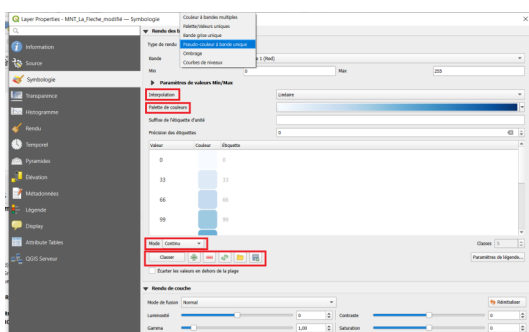 Layer Properties - MNT_La_Fleche_modifié — Symbologie
Couleur à bandes multiples
Palette/Valeurs uniques
Bande grise unique
Pseudo-couleur à bande unique
Ombrage
Courbes de niveaux
Information
Source
Symbologie
Transparence
Histogramme
Rendu
Temporel
Pyramides
Élévation
Métadonnées
Légende
Display
Attribute Tables
QGIS Serveur
Rendu des b
Type de rendu
Bande
1 (Red)
Min 0 Max 255
Paramètres de valeurs Min/Max
Interpolation Linéaire
Palette de couleurs
Suffixe de l'étiquette d'unité
Précision des étiquettes 0
Valeur Couleur Étiquette
0 0
33 33
66 66
99 99
Mode Continu Classes 5
Classer Paramètres de légende...
Écarter les valeurs en dehors de la plage
Rendu de couche
Mode de fusion Normal Réinitialiser
Luminosité 0 Contraste 0
Gamma 1,00 Saturation 0